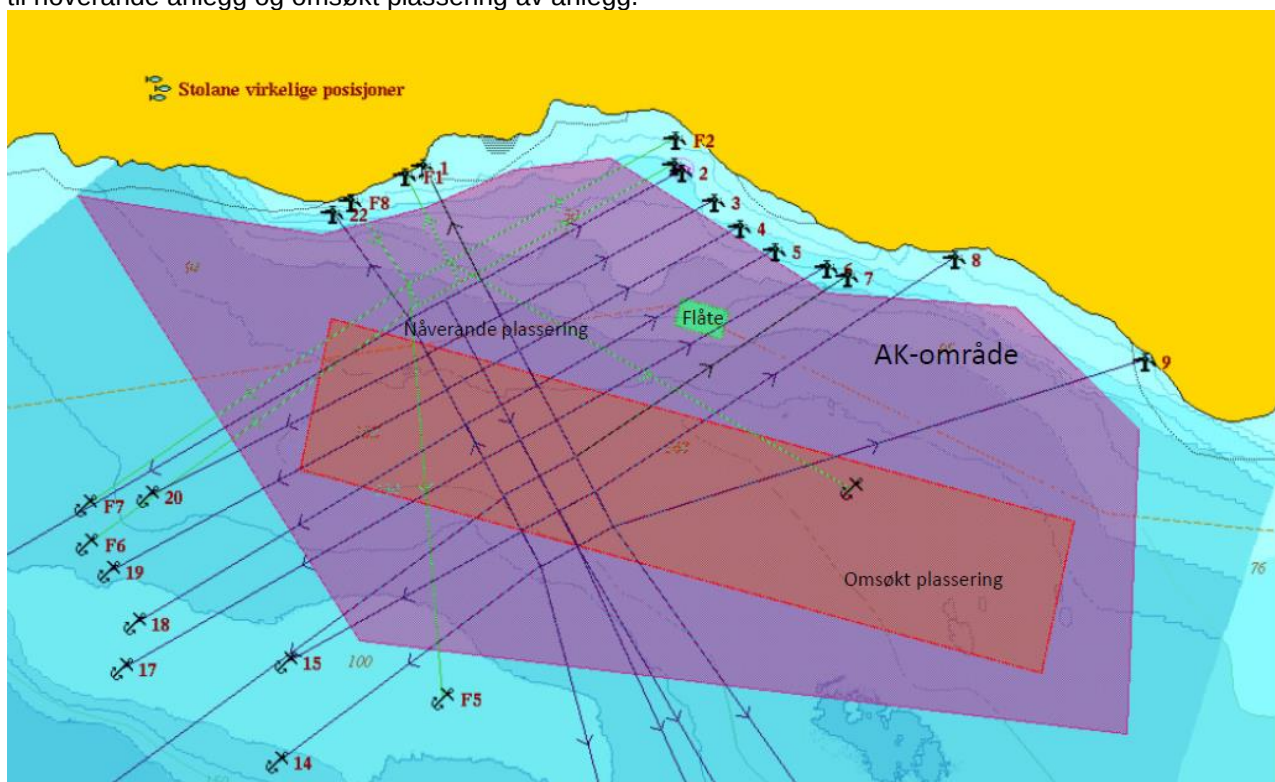 til noverande anlegg og omsøkt plassering av anlegg.
Stolane virkelige posisjoner
F2
1
F1
2
F8
3
22
50
4
5
6
7
8
Flåte
Nåverande plassering
AK-område
9
F7
20
F6
19
Omsøkt plassering
76
18
17
15
100
F5
14